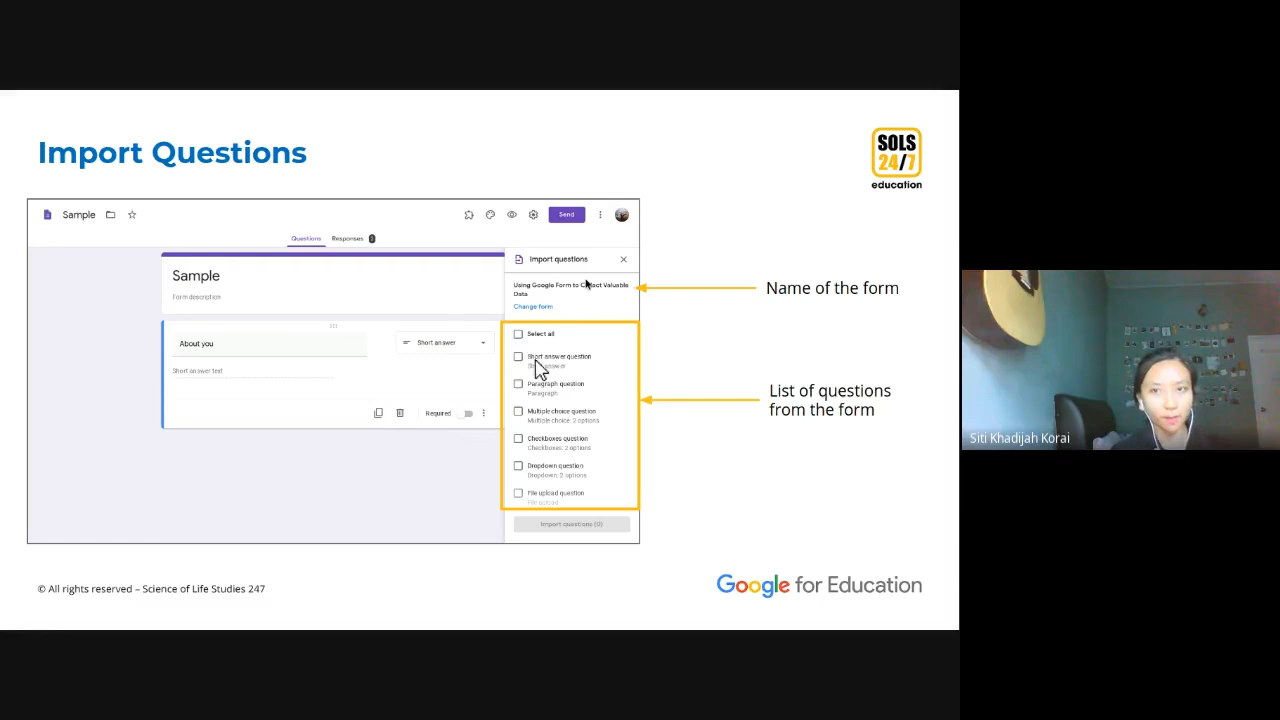 Import Questions
SOLS
24/7
education
Sample
Send
Questions
Responses
Import questions
Sample
Form description
Using Google Form to Collect Valuable
Data
Change form
Name of the form
About you
Short answer
Short answer text
Required
Select all
Short answer question
answer
Paragraph question
Paragraph
Multiple choice question
Multiple choice: 2 options
Checkboxes question
Checkboxes: 2 options
Dropdown question
Dropdown: 2 options
File upload question
File upload
Import questions (0)
List of questions
from the form
Siti Khadijah Korai
© All rights reserved – Science of Life Studies 247
Google for Education